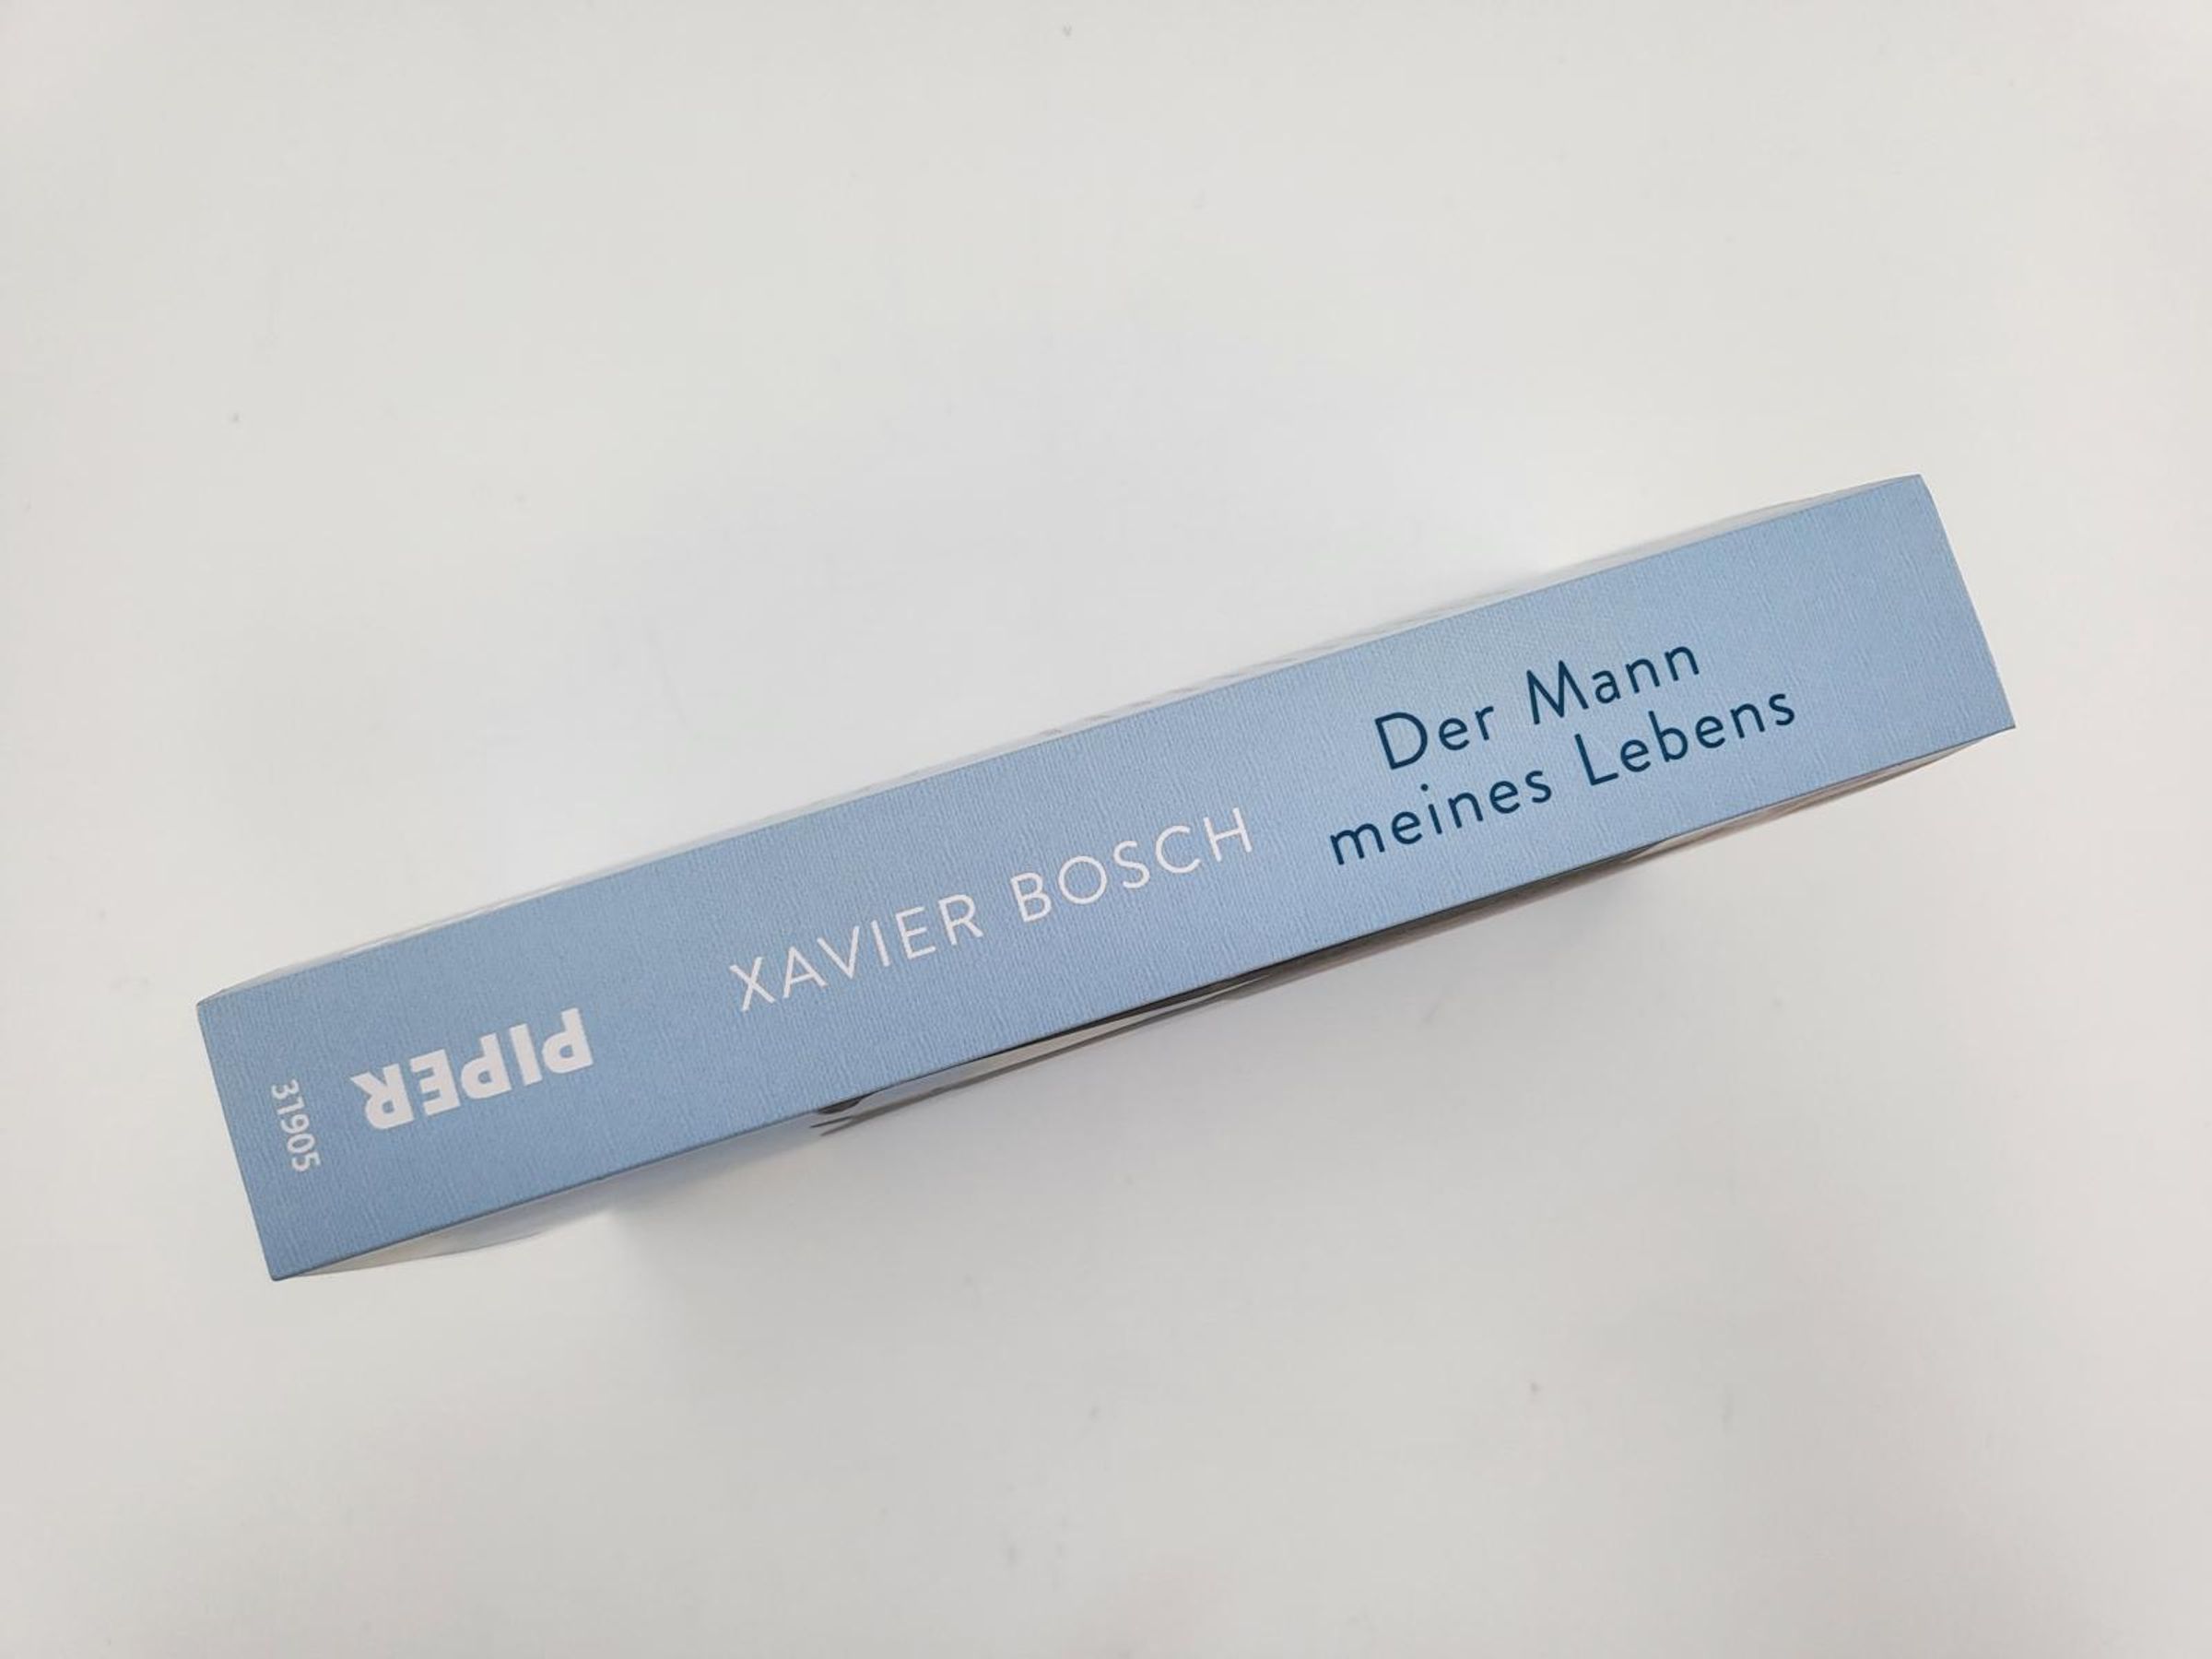 Der Mann
meines Lebens
XAVIER BOSCH
PIPER
31905